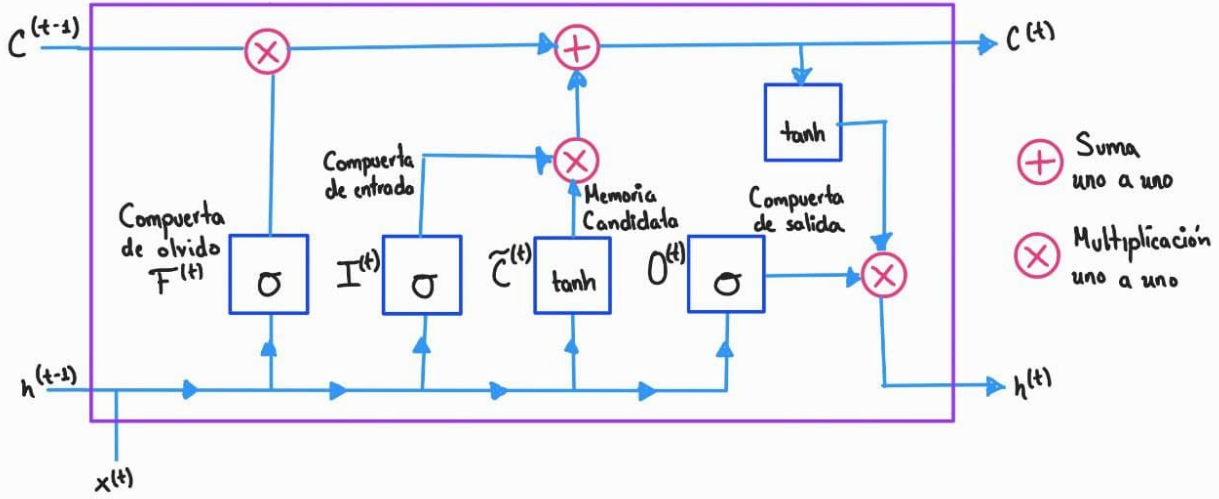 C^(t-1)
C^(t)
tanh
Suma
uno a uno
Compuerta
de entrada
Memoria
Candidata
Compuerta
de salida
Compuerta
de olvido
F^(t)
σ
I^(t)
σ
C̃^(t)
tanh
O^(t)
σ
Multiplicación
uno a uno
h^(t-1)
h^(t)
x^(t)